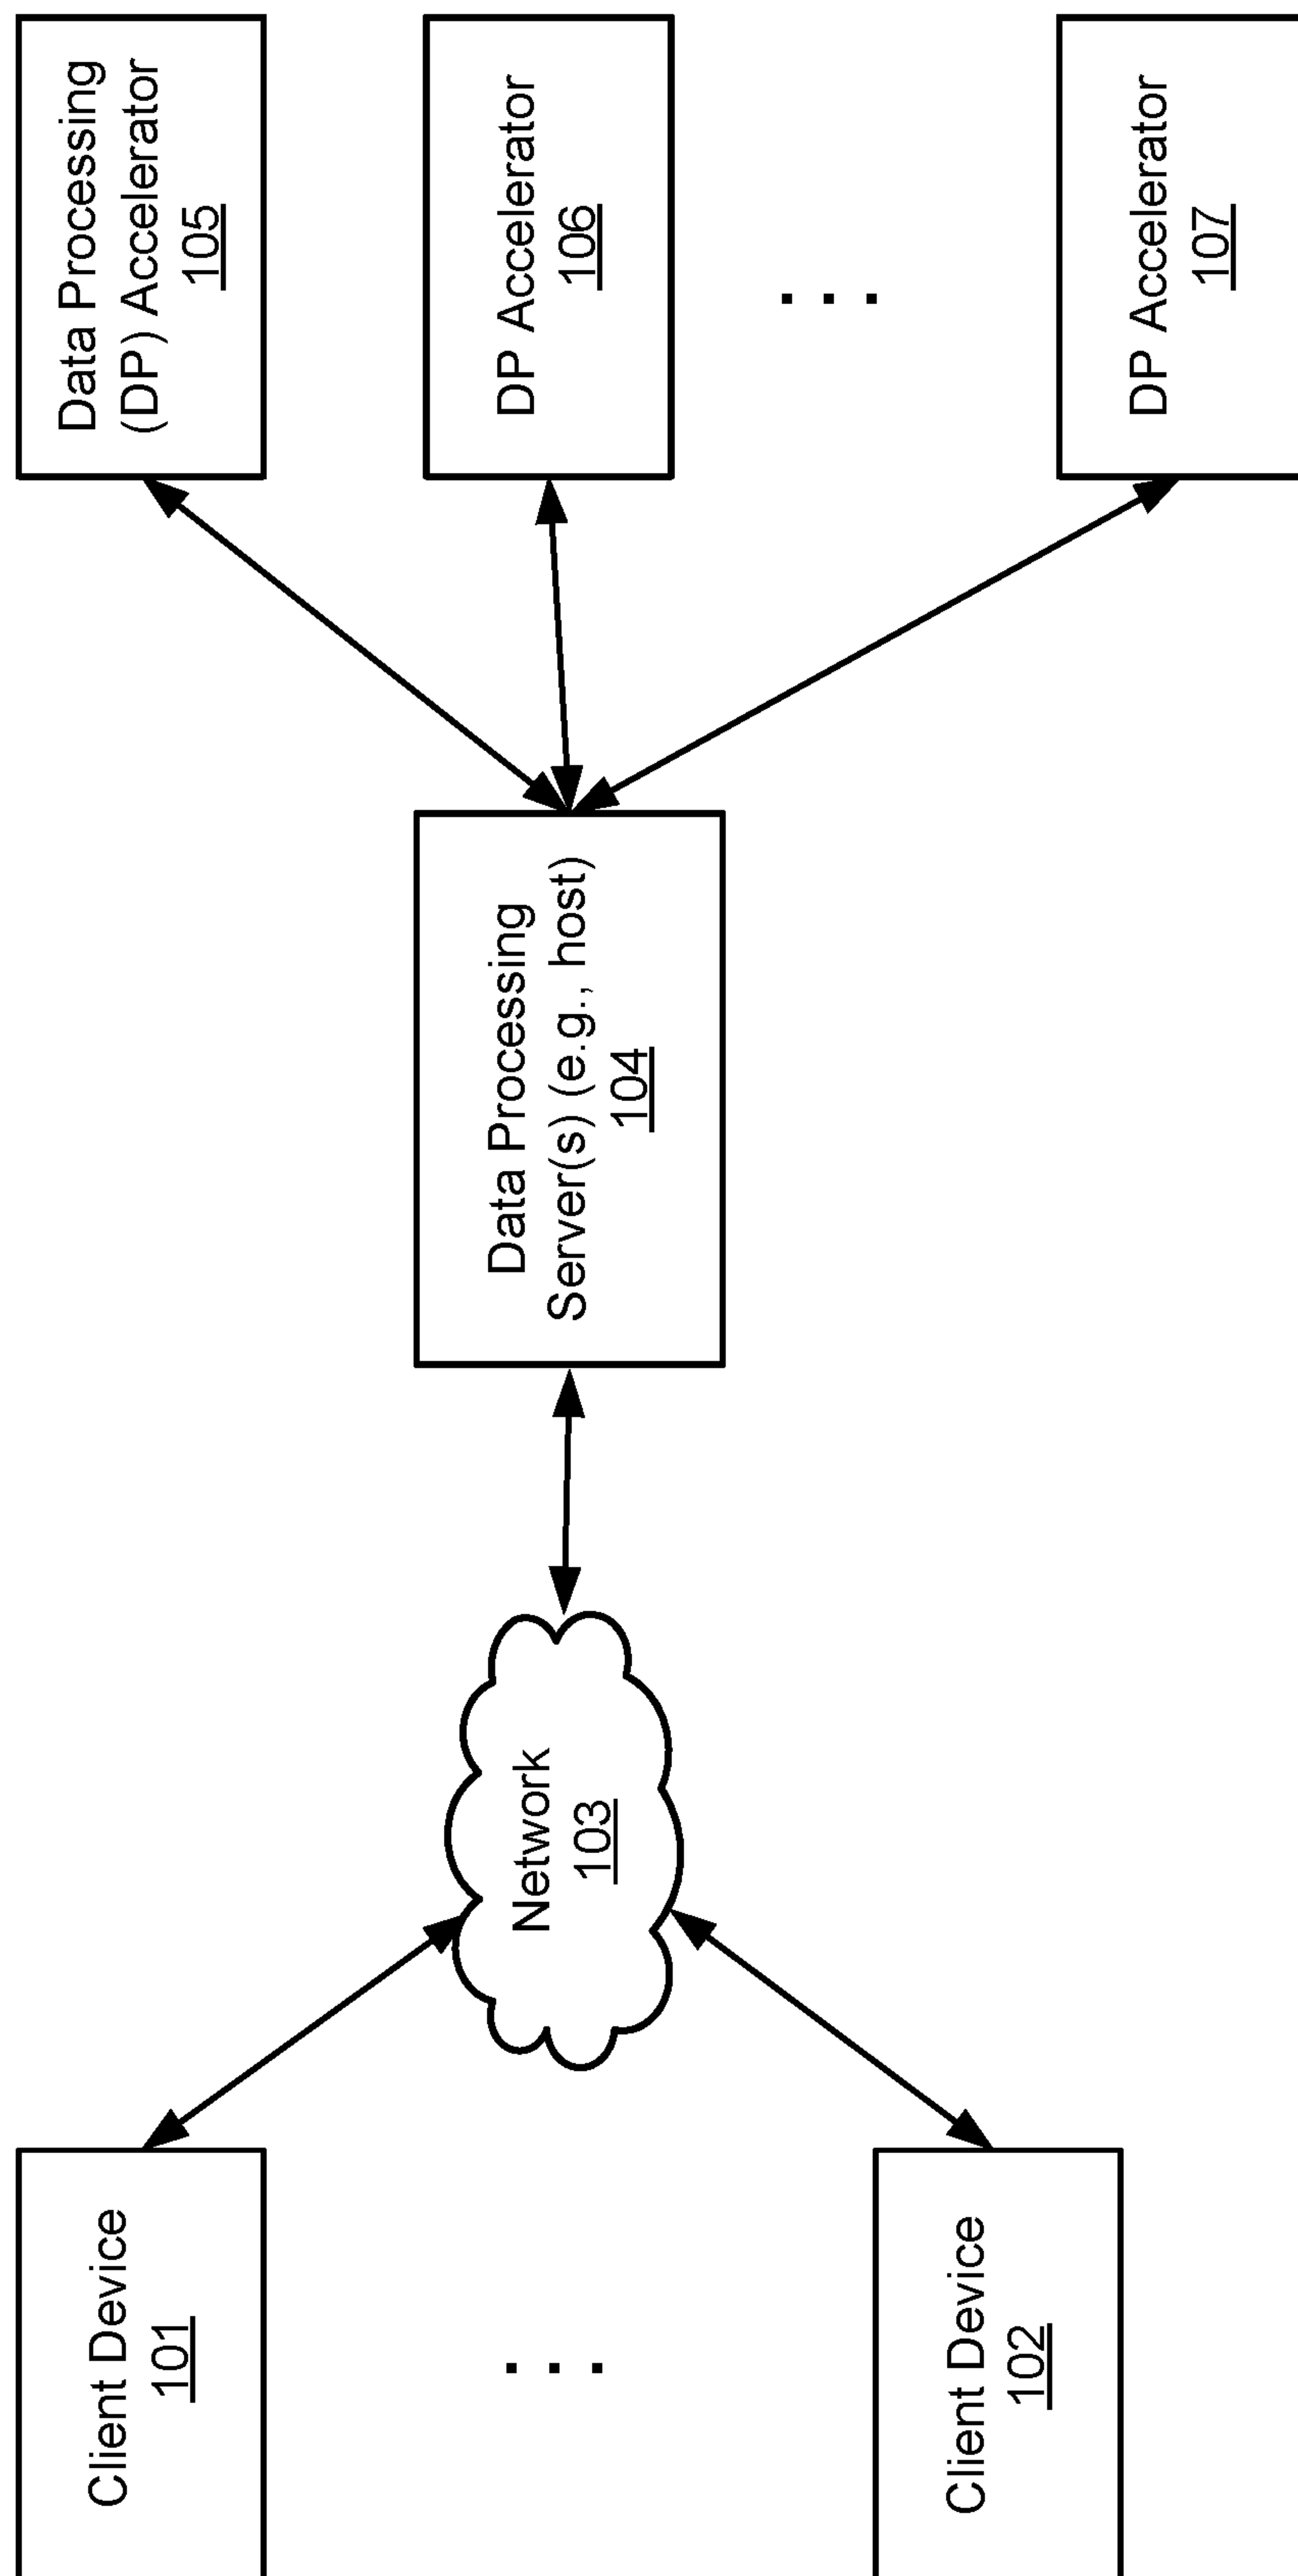 Client Device
101
. . .
Client Device
102
Network
103
Data Processing
Server(s) (e.g., host)
104
Data Processing
(DP) Accelerator
105
DP Accelerator
106
. . .
DP Accelerator
107